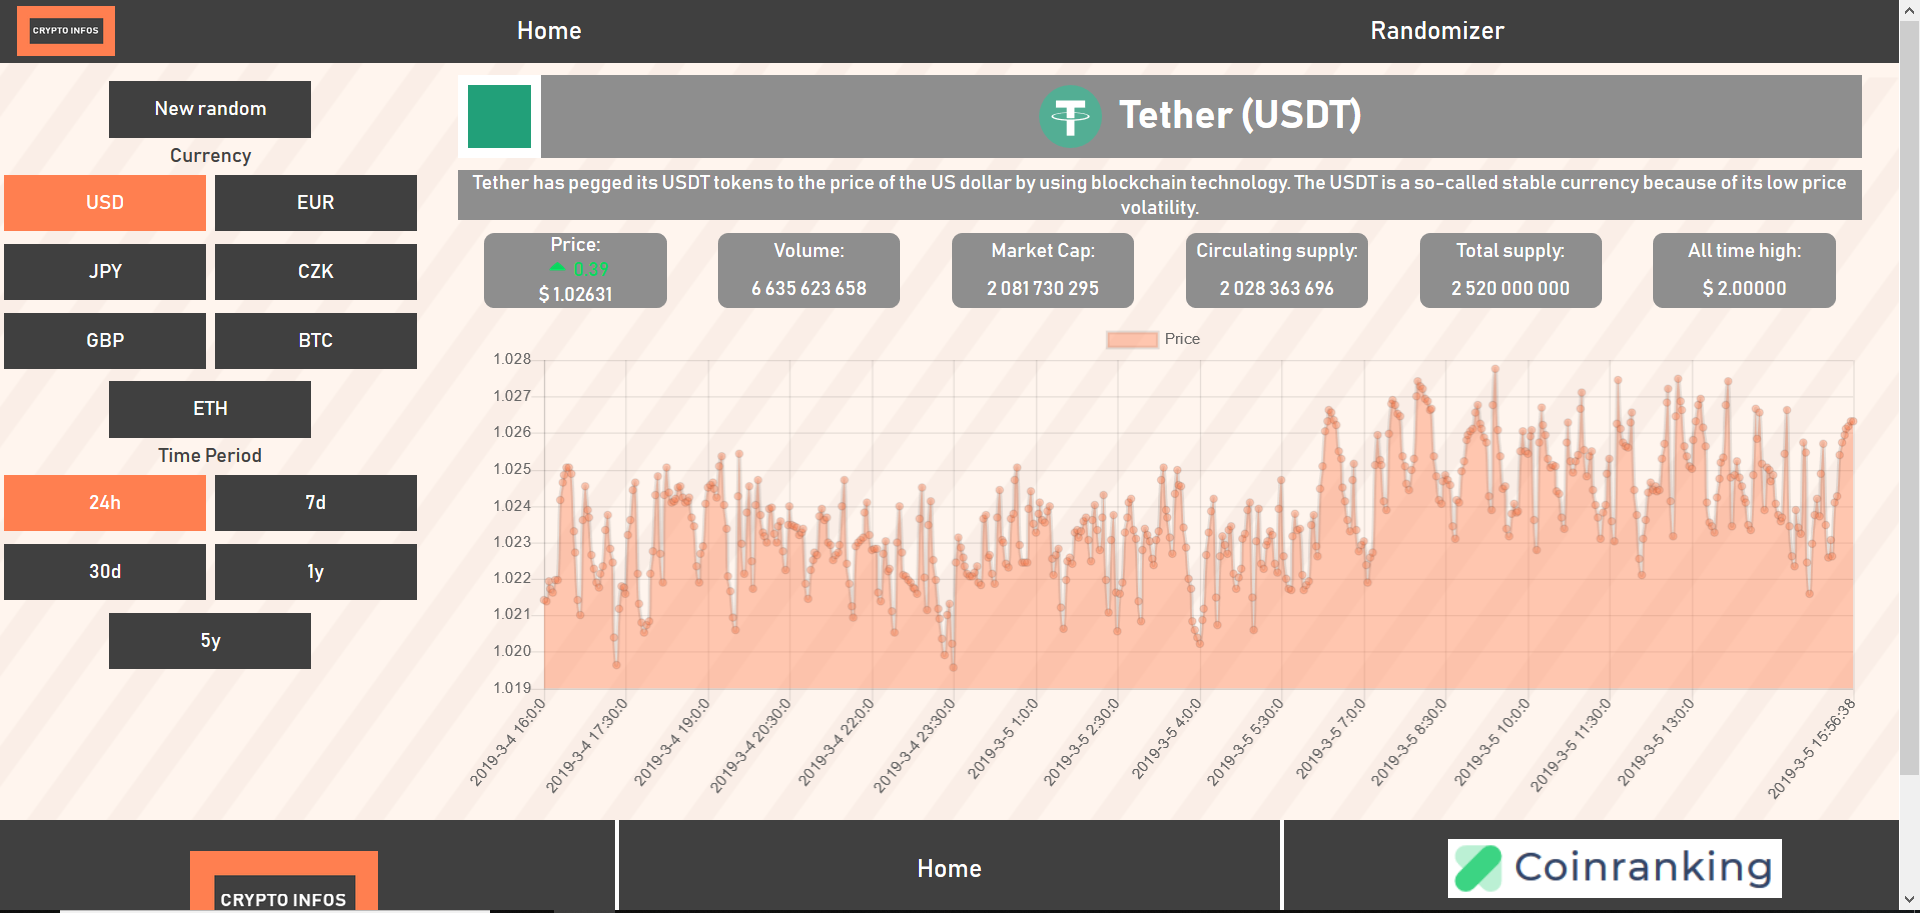 CRYPTO INFOS
Home
Randomizer
New random
Currency
USD
EUR
JPY
CZK
GBP
BTC
ETH
Time Period
24h
7d
30d
1y
5y
Tether (USDT)
Tether has pegged its USDT tokens to the price of the US dollar by using blockchain technology. The USDT is a so-called stable currency because of its low price
volatility.
Price:
0.39
$ 1.02631
Volume:
6 635 623 658
Market Cap:
2 081 730 295
Circulating supply:
2 028 363 696
Total supply:
2 520 000 000
All time high:
$ 2.00000
Price
1.028
1.027
1.026
1.025
1.024
1.023
1.022
1.021
1.020
1.019
2019-3-4 16:0:0
2019-3-4 17:30:0
2019-3-4 19:0:0
2019-3-4 20:30:0
2019-3-4 22:0:0
2019-3-4 23:30:0
2019-3-5 1:0:0
2019-3-5 2:30:0
2019-3-5 4:0:0
2019-3-5 5:30:0
2019-3-5 7:0:0
2019-3-5 8:30:0
2019-3-5 10:0:0
2019-3-5 11:30:0
2019-3-5 13:0:0
2019-3-5 15:56:38
CRYPTO INFOS
Home
Coinranking